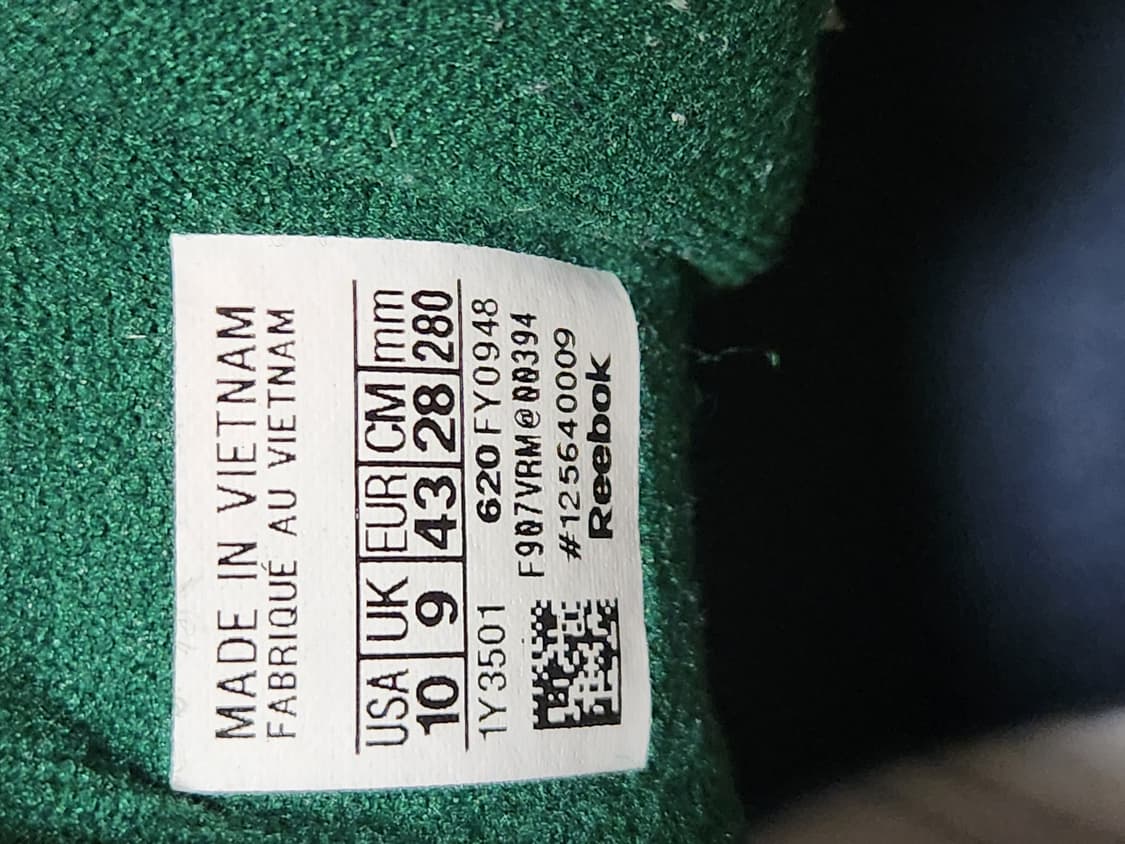 MADE IN VIETNAM
FABRIQUÉ AU VIETNAM
USA UK EUR CM mm
10 9 43 28 280
1Y3501 620 FY0948
F907VRM@00394
#125640009
Reebok